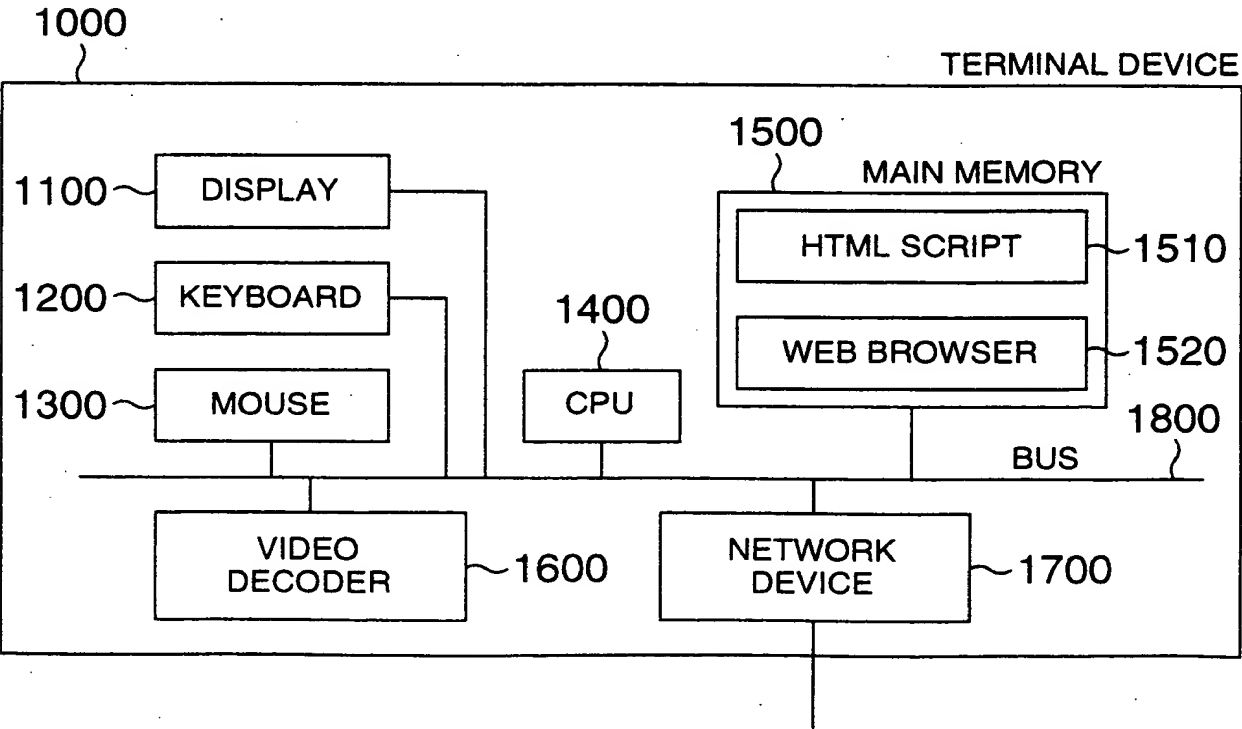 1000
TERMINAL DEVICE
1500
MAIN MEMORY
1100
DISPLAY
HTML SCRIPT
1510
1200
KEYBOARD
1400
WEB BROWSER
1520
1300
MOUSE
CPU
1800
BUS
VIDEO
DECODER
1600
NETWORK
DEVICE
1700